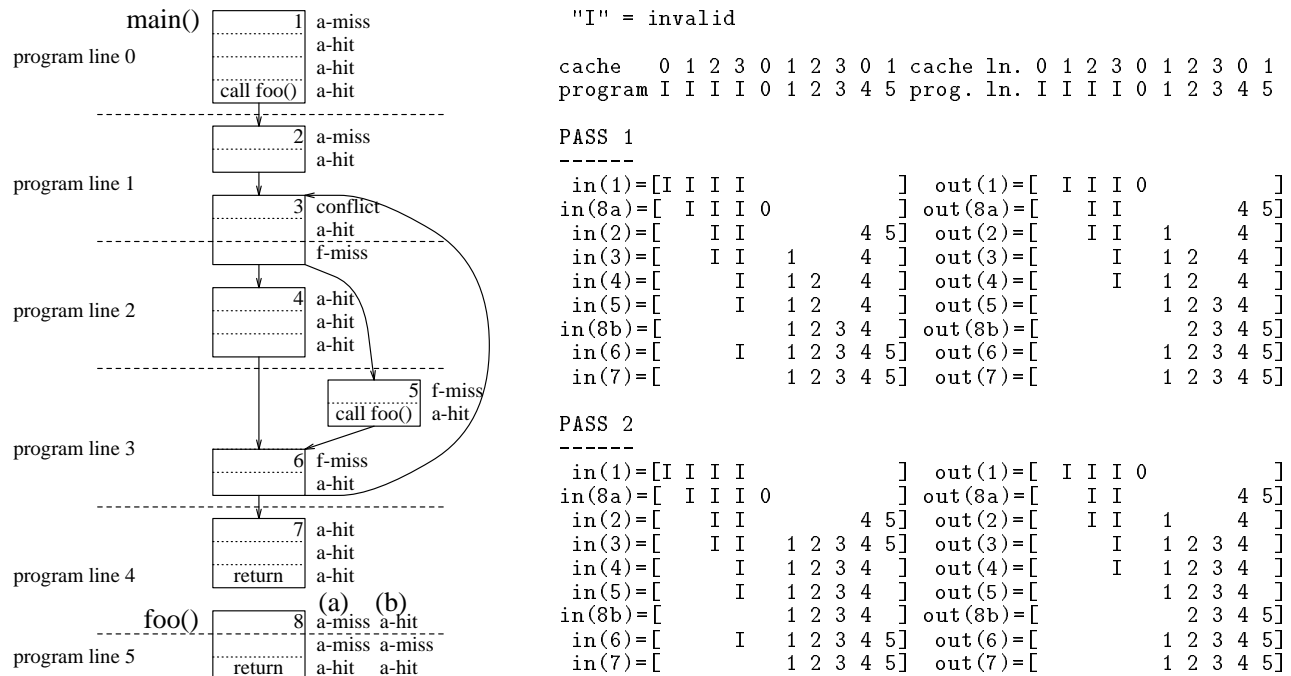 main()
1 a-miss
a-hit
program line 0
a-hit
call foo() a-hit
2 a-miss
a-hit
program line 1
3 conflict
a-hit
f-miss
4 a-hit
program line 2
a-hit
a-hit
5 f-miss
call foo() a-hit
program line 3
6 f-miss
a-hit
7 a-hit
a-hit
program line 4
return a-hit
(a) (b)
foo()
8 a-miss a-hit
program line 5
a-miss a-miss
return a-hit a-hit
"I" = invalid
cache 0 1 2 3 0 1 2 3 0 1 cache ln. 0 1 2 3 0 1 2 3 0 1
program I I I I 0 1 2 3 4 5 prog. ln. I I I I 0 1 2 3 4 5
PASS 1
------
in(1)=[I I I I ] out(1)=[ I I I 0 ]
in(8a)=[ I I I 0 ] out(8a)=[ I I 4 5]
in(2)=[ I I 4 5] out(2)=[ I I 1 4 ]
in(3)=[ I I 1 4 ] out(3)=[ I 1 2 4 ]
in(4)=[ I 1 2 4 ] out(4)=[ I 1 2 4 ]
in(5)=[ I 1 2 4 ] out(5)=[ 1 2 3 4 ]
in(8b)=[ 1 2 3 4 ] out(8b)=[ 2 3 4 5]
in(6)=[ I 1 2 3 4 5] out(6)=[ 1 2 3 4 5]
in(7)=[ 1 2 3 4 5] out(7)=[ 1 2 3 4 5]
PASS 2
------
in(1)=[I I I I ] out(1)=[ I I I 0 ]
in(8a)=[ I I I 0 ] out(8a)=[ I I 4 5]
in(2)=[ I I 4 5] out(2)=[ I I 1 4 ]
in(3)=[ I I 1 2 3 4 5] out(3)=[ I 1 2 3 4 ]
in(4)=[ I 1 2 3 4 ] out(4)=[ I 1 2 3 4 ]
in(5)=[ I 1 2 3 4 ] out(5)=[ 1 2 3 4 ]
in(8b)=[ 1 2 3 4 ] out(8b)=[ 2 3 4 5]
in(6)=[ I 1 2 3 4 5] out(6)=[ 1 2 3 4 5]
in(7)=[ 1 2 3 4 5] out(7)=[ 1 2 3 4 5]